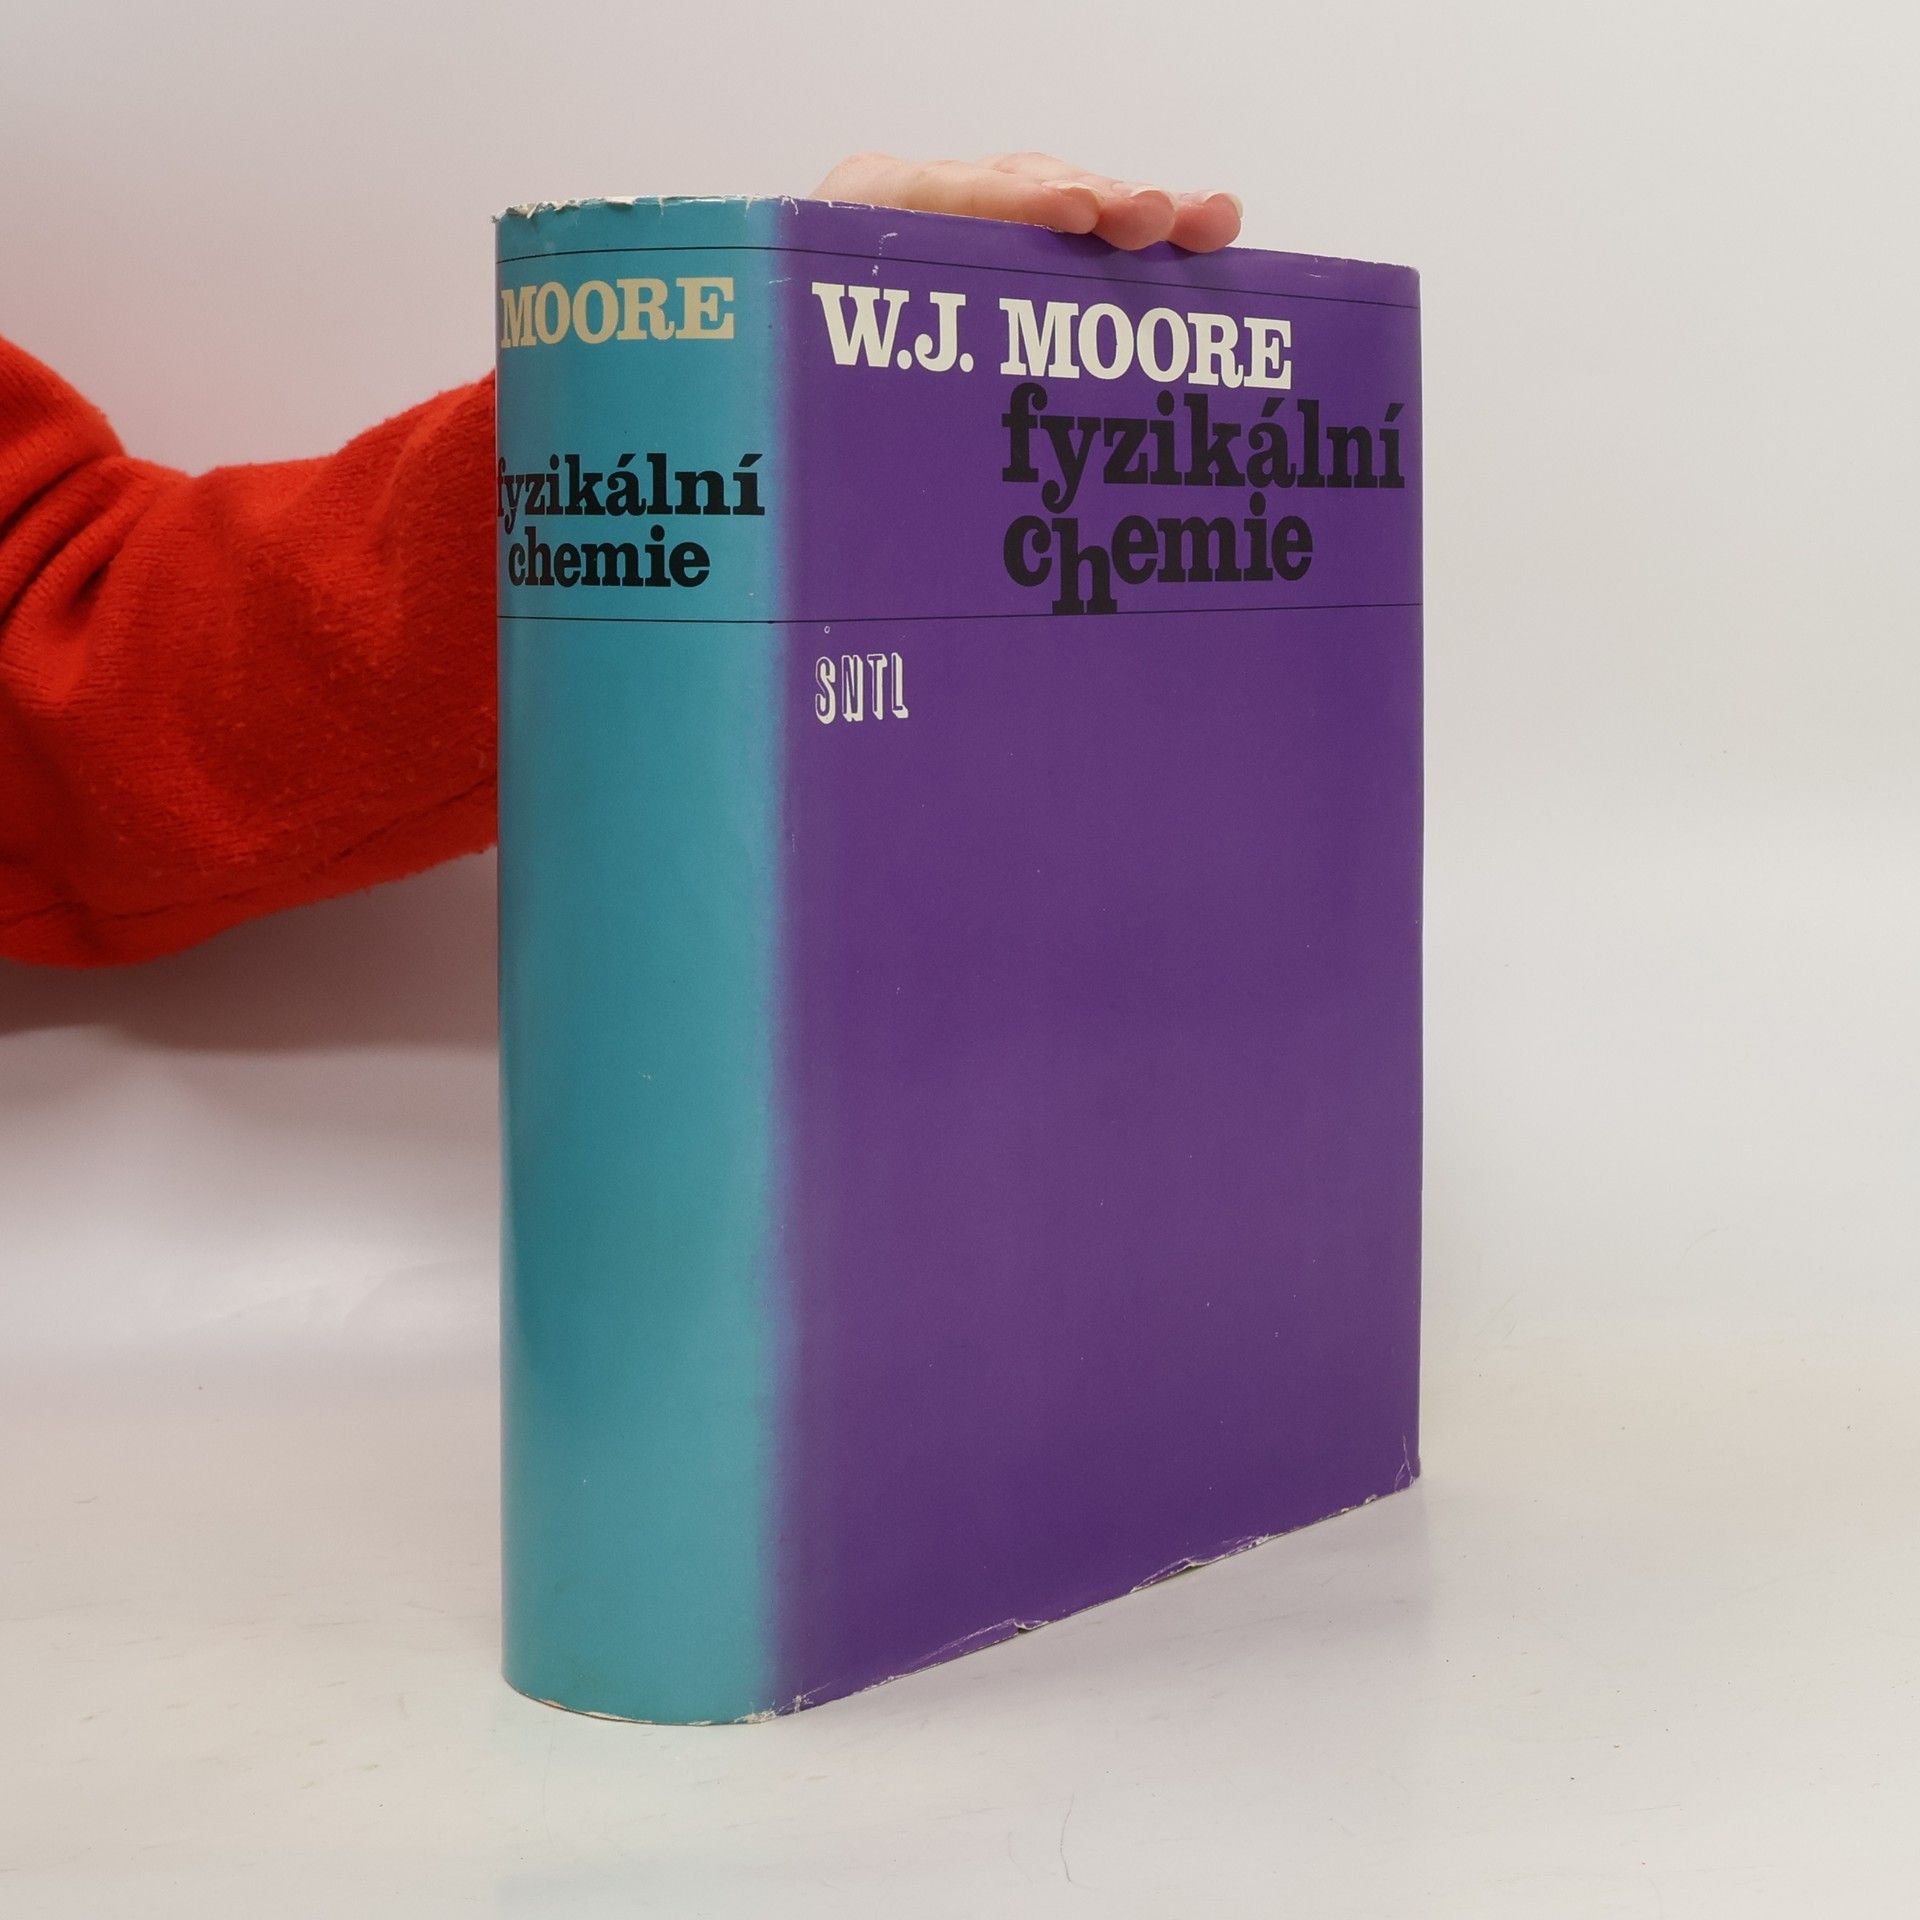 MOORE
fyzikální
chemie
W.J. MOORE
fyzikální
chemie
SNTL